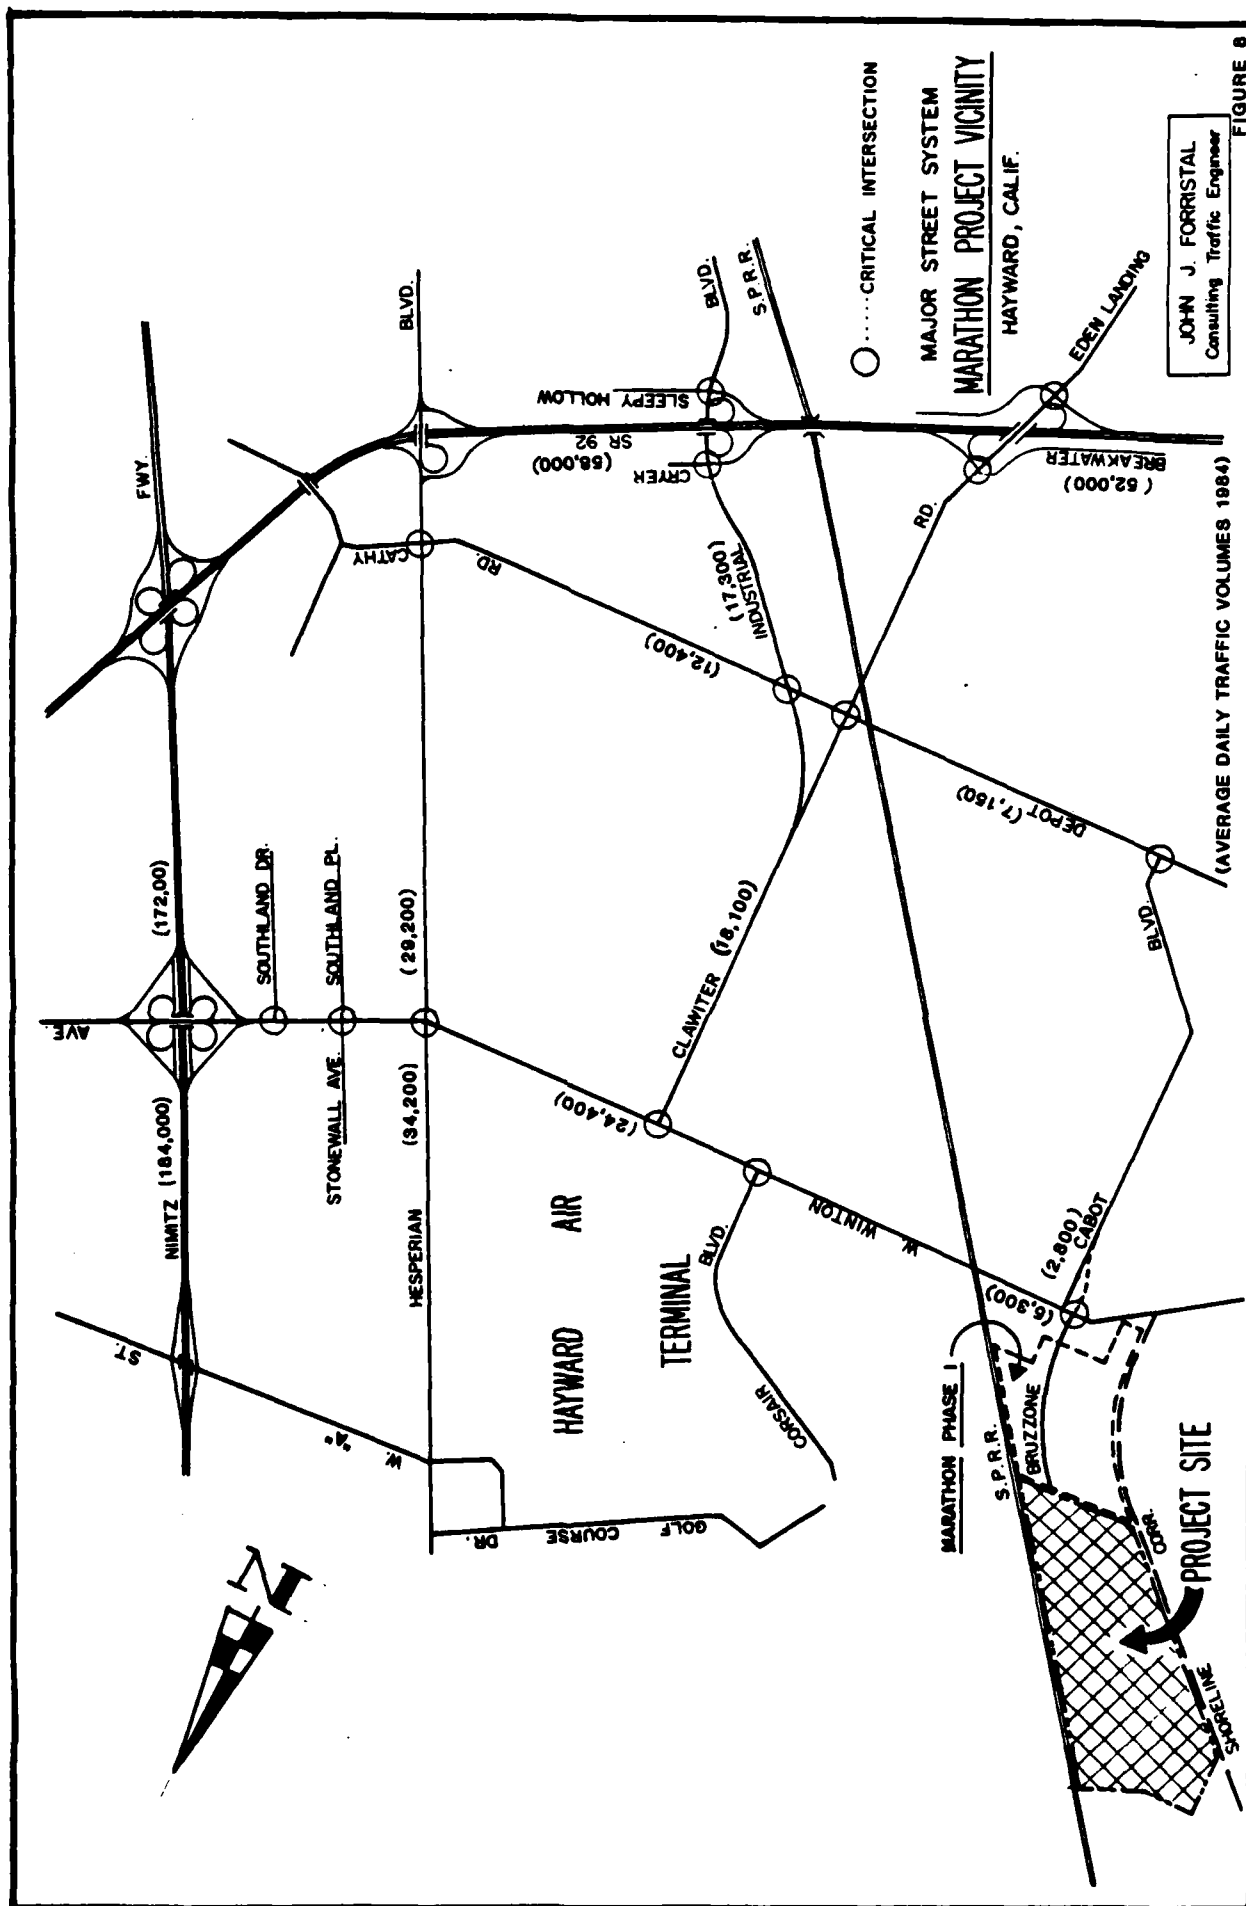 CRITICAL INTERSECTION
MAJOR STREET SYSTEM
MARATHON PROJECT VICINITY
HAYWARD, CALIF.
JOHN J. FORRISTAL
Consulting Traffic Engineer
FIGURE 8
(AVERAGE DAILY TRAFFIC VOLUMES 1984)
FWY.
BLVD.
BLVD.
S.P.R.R.
EDEN LANDING
SLEEPY HOLLOW
SR 92
(58,000)
CRYER
BREAKWATER
(52,000)
RD.
CATHY
RD.
(17,300)
INDUSTRIAL
(12,400)
DEPOT (7,150)
BLVD.
(172,00)
SOUTHLAND DR.
SOUTHLAND PL.
(29,200)
AVE
STONEWALL AVE.
(34,200)
CLAWITER (18,100)
(24,400)
NIMITZ (184,000)
HESPERIAN
HAYWARD AIR
TERMINAL
BLVD.
W. WINTON
(6,300)
(2,800)
CABOT
ST.
"A"
W.
CORSAIR
DR.
COURSE
GOLF
MARATHON PHASE I
S.P.R.R.
BRUZZONE
CORR.
PROJECT SITE
SHORELINE
N